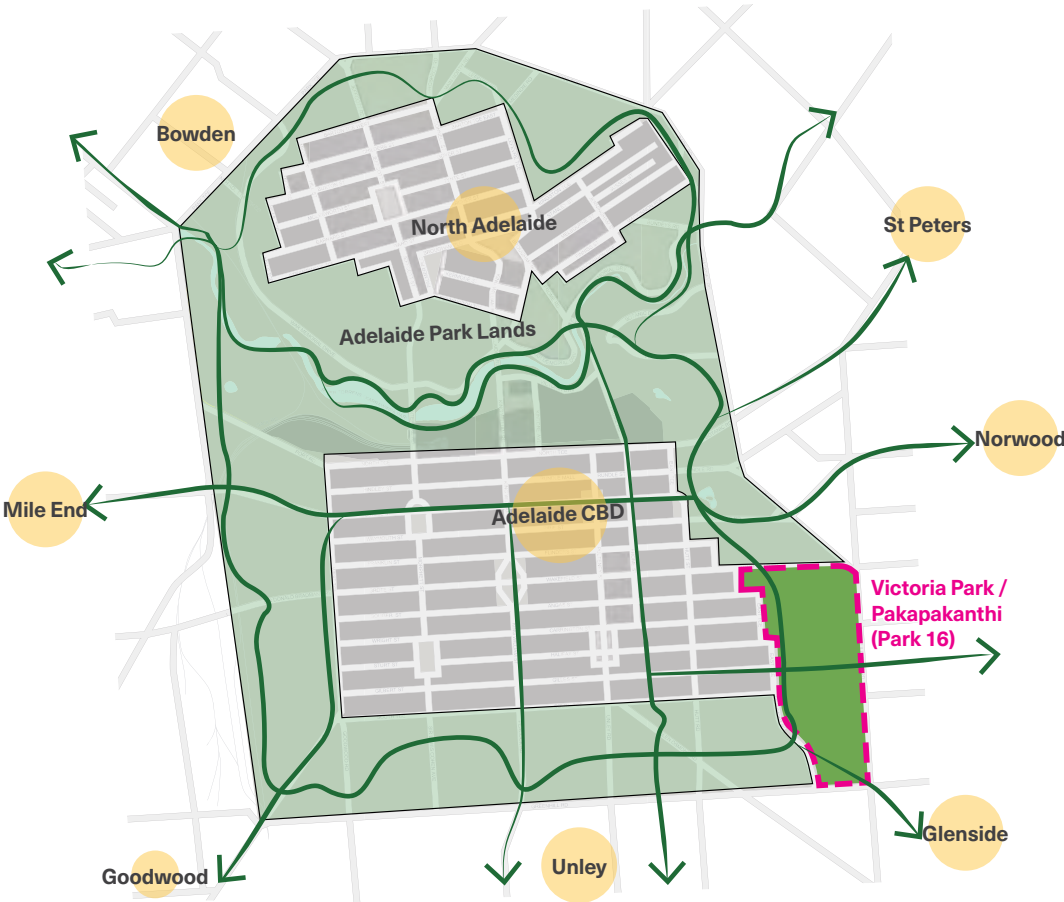 Bowden
North Adelaide
St Peters
Adelaide Park Lands
Norwood
Mile End
Adelaide CBD
Victoria Park /
Pakapakanthi
(Park 16)
Glenside
Unley
Goodwood